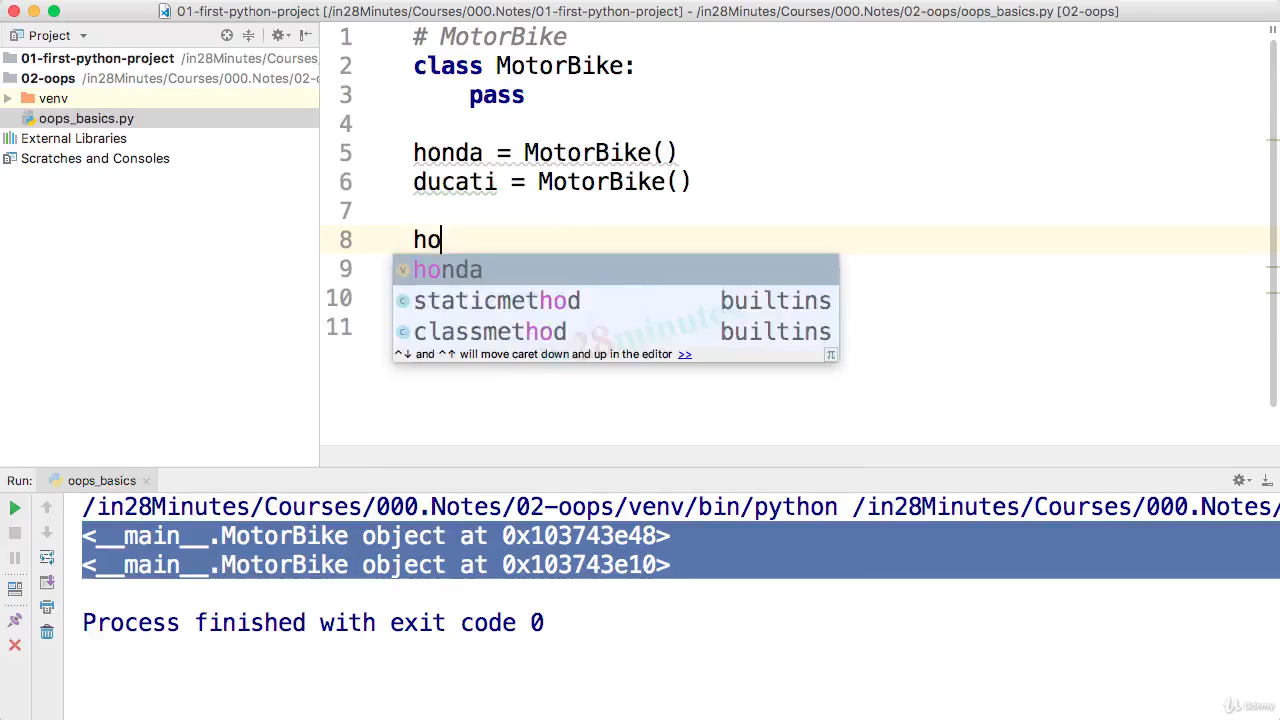 01-first-python-project [/in28Minutes/Courses/000.Notes/01-first-python-project] - /in28Minutes/Courses/000.Notes/02-oops/oops_basics.py [02-oops]
Project
01-first-python-project /in28Minutes/Courses
02-oops /in28Minutes/Courses/000.Notes/02-o
venv
oops_basics.py
External Libraries
Scratches and Consoles
1 # MotorBike
2 class MotorBike:
3 pass
4
5 honda = MotorBike()
6 ducati = MotorBike()
7
8 ho
9 honda
10 staticmethod builtins
11 classmethod builtins
^↓ and ^↑ will move caret down and up in the editor >> π
28minutes
Run: oops_basics
/in28Minutes/Courses/000.Notes/02-oops/venv/bin/python /in28Minutes/Courses/000.Notes/
<__main__.MotorBike object at 0x103743e48>
<__main__.MotorBike object at 0x103743e10>
Process finished with exit code 0
Udemy